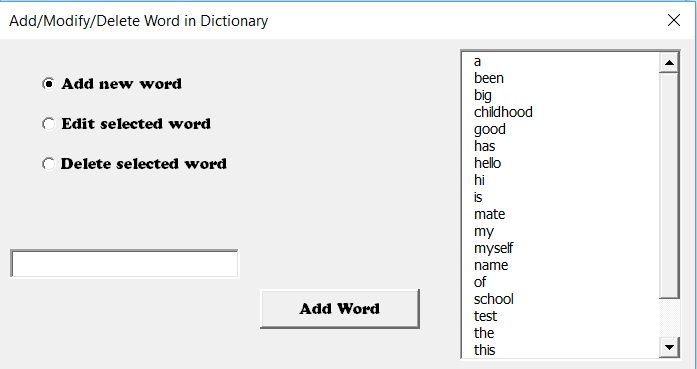 Add/Modify/Delete Word in Dictionary
Add new word
Edit selected word
Delete selected word
Add Word
a
been
big
childhood
good
has
hello
hi
is
mate
my
myself
name
of
school
test
the
this